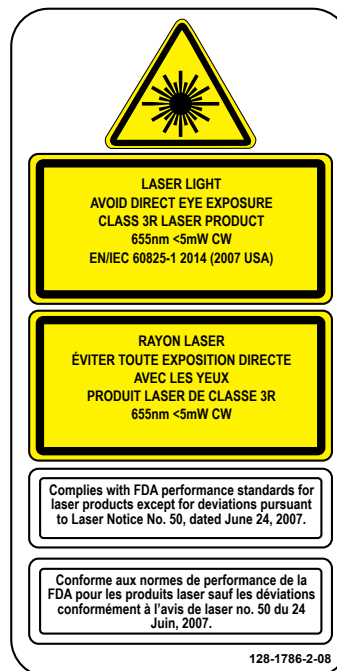 LASER LIGHT
AVOID DIRECT EYE EXPOSURE
CLASS 3R LASER PRODUCT
655nm <5mW CW
EN/IEC 60825-1 2014 (2007 USA)
RAYON LASER
ÉVITER TOUTE EXPOSITION DIRECTE
AVEC LES YEUX
PRODUIT LASER DE CLASSE 3R
655nm <5mW CW
Complies with FDA performance standards for
laser products except for deviations pursuant
to Laser Notice No. 50, dated June 24, 2007.
Conforme aux normes de performance de la
FDA pour les produits laser sauf les déviations
conformément à l'avis de laser no. 50 du 24
Juin, 2007.
128-1786-2-08